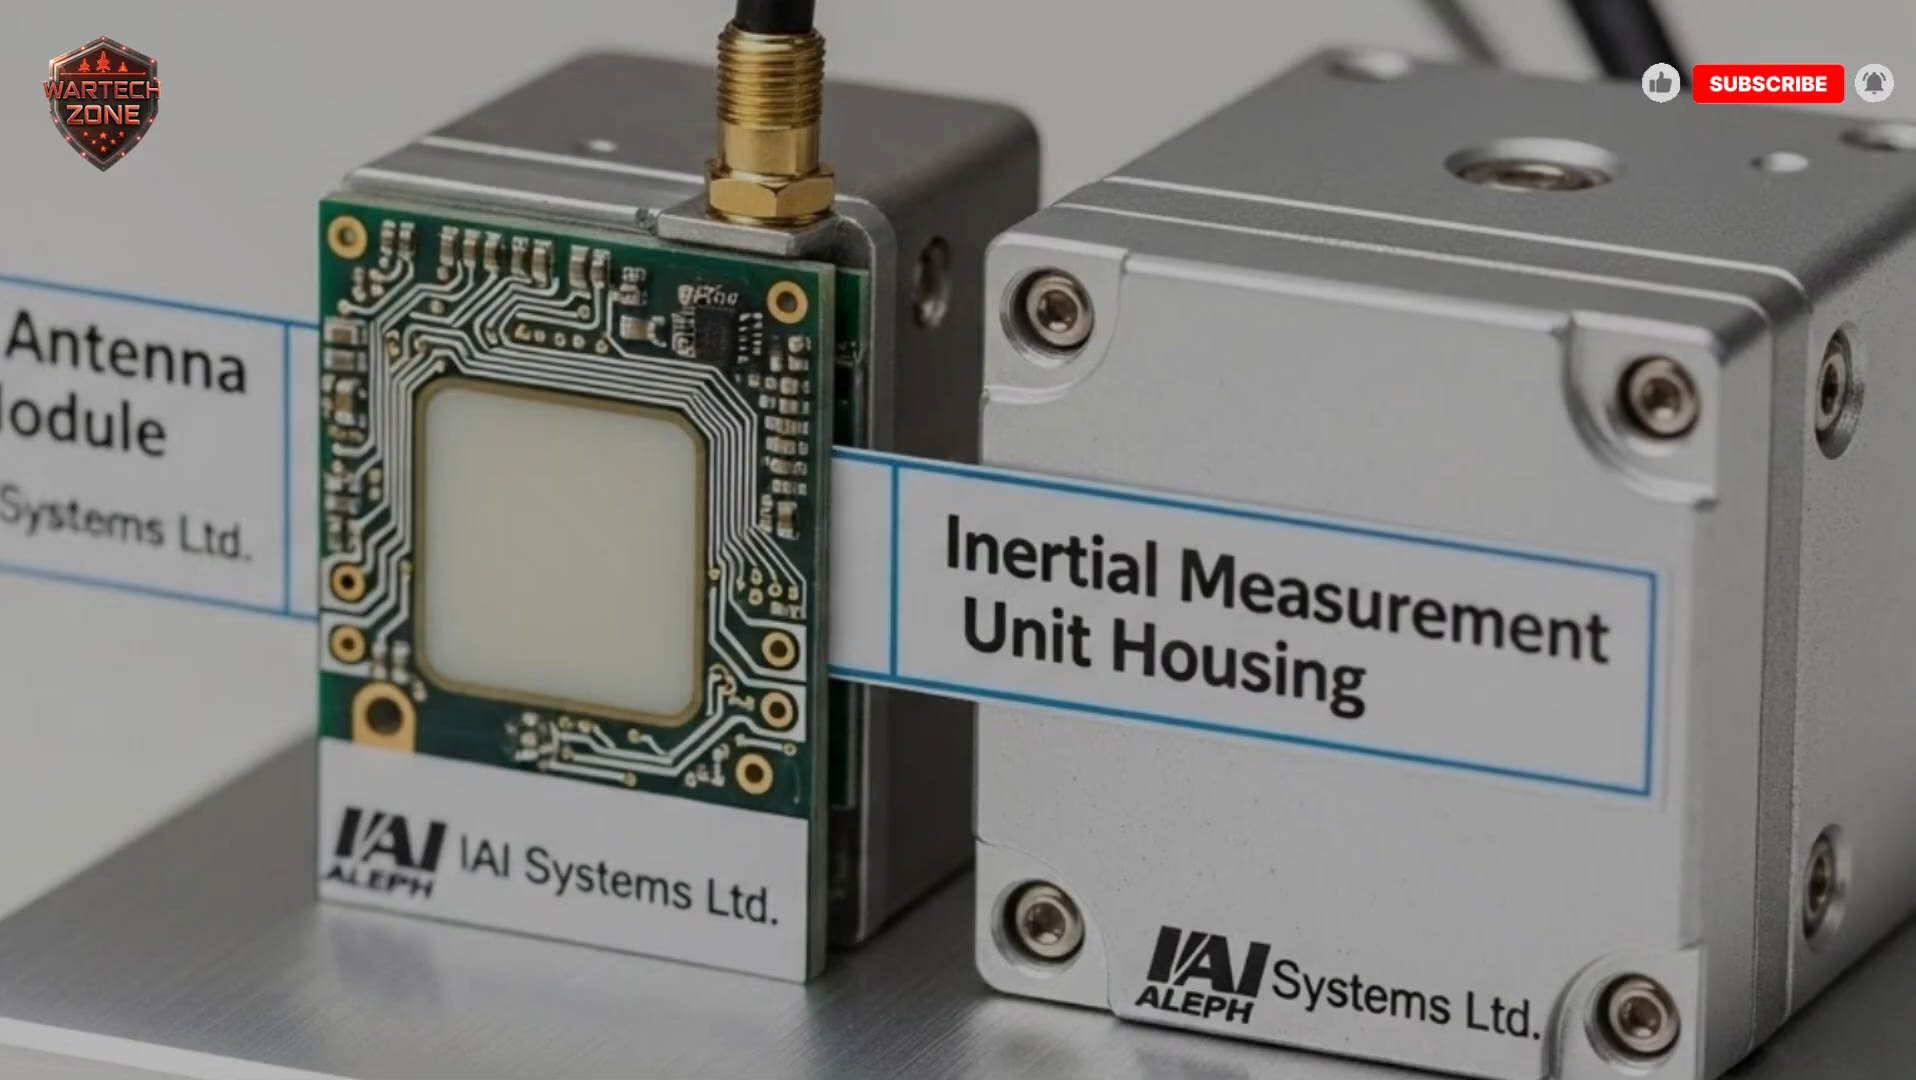 WARTECH
ZONE
SUBSCRIBE
Antenna
Module
Systems Ltd.
Inertial Measurement
Unit Housing
IAI
ALEPH
IAI Systems Ltd.
IAI
ALEPH
Systems Ltd.